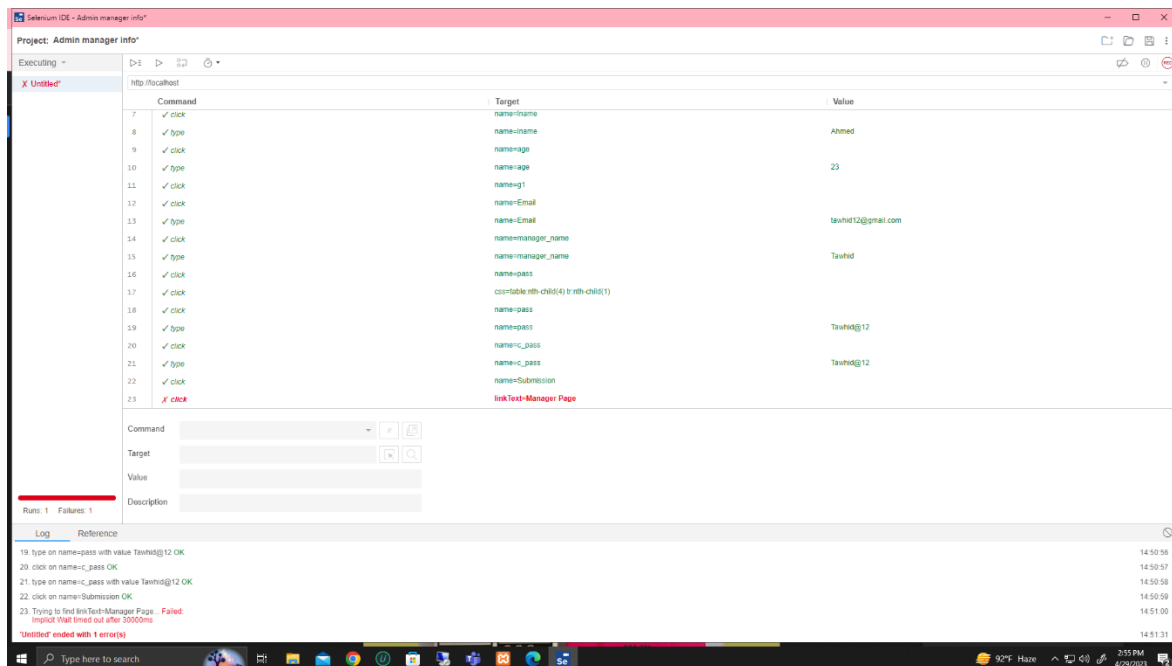 Selenium IDE - Admin manager info*
Project: Admin manager info*
Executing
✗ Untitled*
http://localhost
Command Target Value
7 ✓ click name=lname
8 ✓ type name=lname Ahmed
9 ✓ click name=age
10 ✓ type name=age 23
11 ✓ click name=g1
12 ✓ click name=Email
13 ✓ type name=Email tawhid12@gmail.com
14 ✓ click name=manager_name
15 ✓ type name=manager_name Tawhid
16 ✓ click name=pass
17 ✓ click css=table:nth-child(4) tr:nth-child(1)
18 ✓ click name=pass
19 ✓ type name=pass Tawhid@12
20 ✓ click name=c_pass
21 ✓ type name=c_pass Tawhid@12
22 ✓ click name=Submission
23 ✗ click linkText=Manager Page
Command
Target
Value
Description
Runs: 1 Failures: 1
Log Reference
19. type on name=pass with value Tawhid@12 OK 14:50:56
20. click on name=c_pass OK 14:50:57
21. type on name=c_pass with value Tawhid@12 OK 14:50:58
22. click on name=Submission OK 14:50:59
23. Trying to find linkText=Manager Page... Failed: 14:51:00
Implicit Wait timed out after 30000ms
'Untitled' ended with 1 error(s) 14:51:31
Type here to search
92°F Haze
2:55 PM
4/29/2023